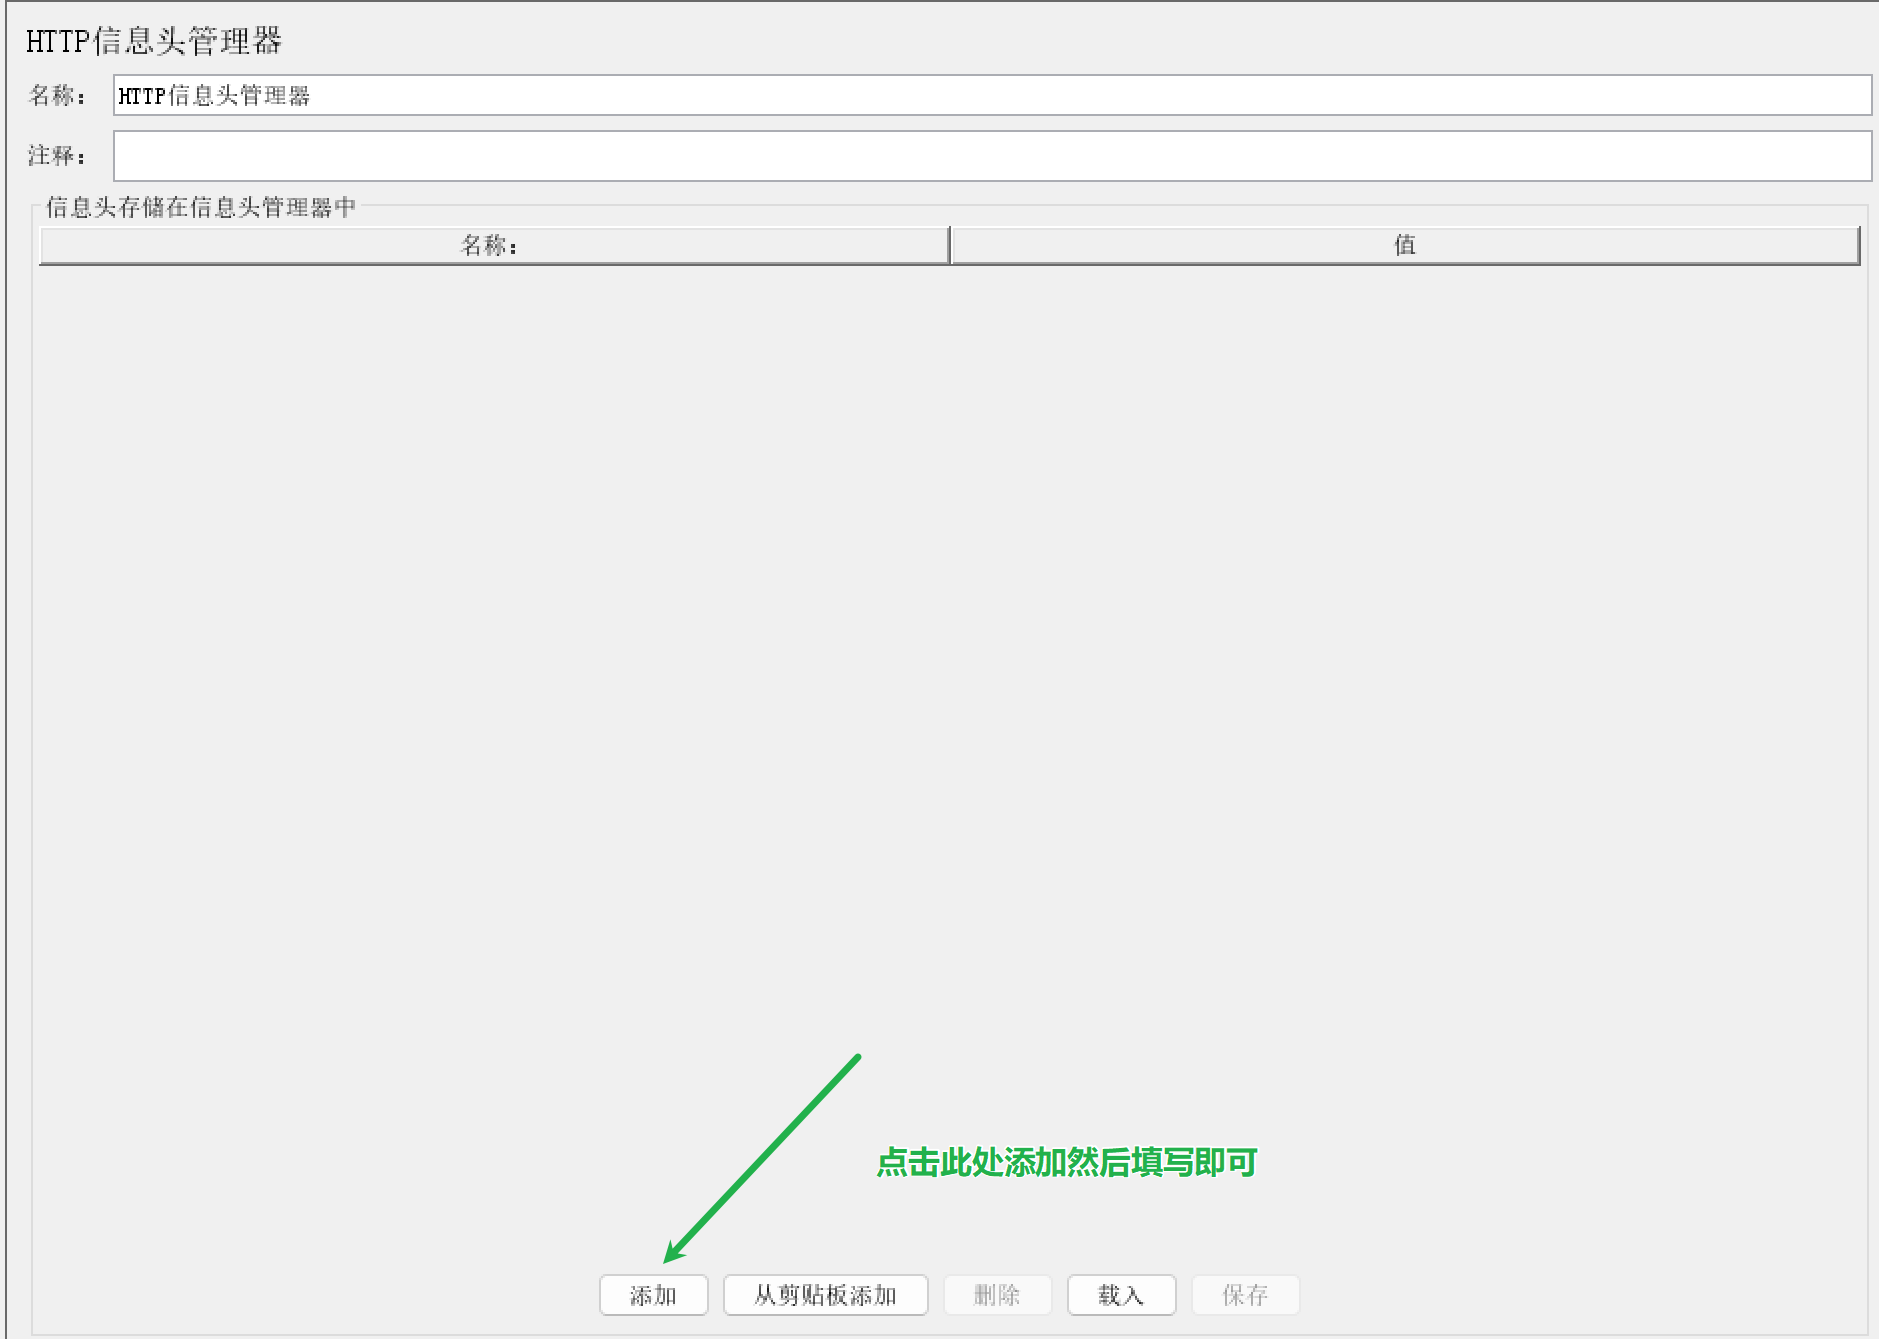 HTTP信息头管理器
名称： HTTP信息头管理器
注释：
信息头存储在信息头管理器中
名称： 值
点击此处添加然后填写即可
添加 从剪贴板添加 删除 载入 保存